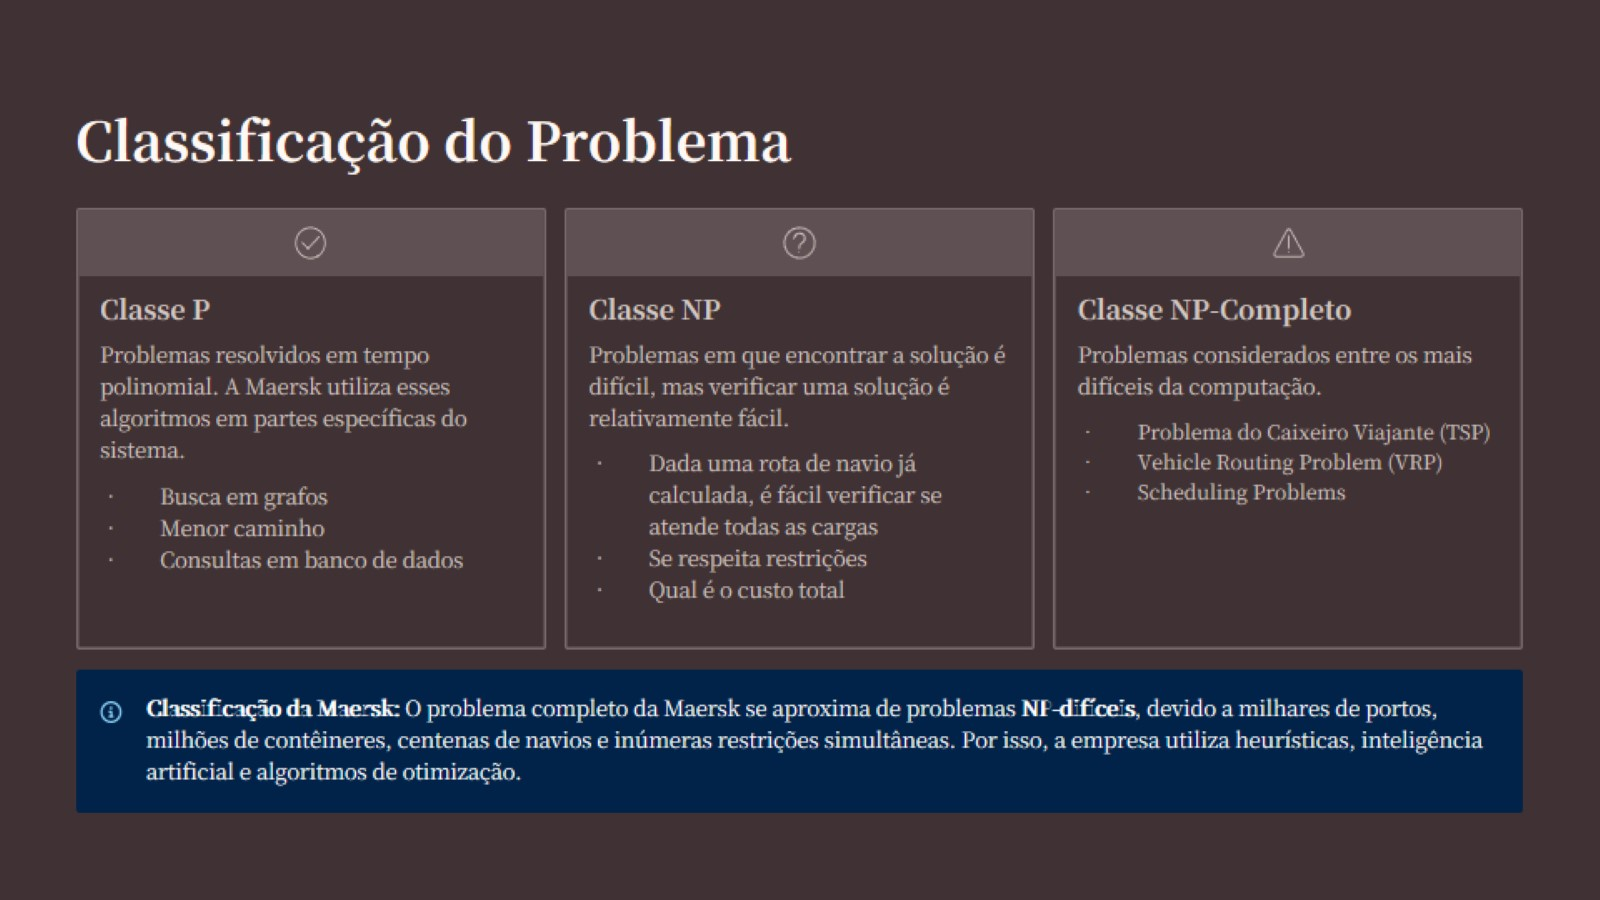 Classificação do Problema
Classe P
Problemas resolvidos em tempo
polinomial. A Maersk utiliza esses
algoritmos em partes específicas do
sistema.
· Busca em grafos
· Menor caminho
· Consultas em banco de dados
Classe NP
Problemas em que encontrar a solução é
difícil, mas verificar uma solução é
relativamente fácil.
· Dada uma rota de navio já
calculada, é fácil verificar se
atende todas as cargas
· Se respeita restrições
· Qual é o custo total
Classe NP-Completo
Problemas considerados entre os mais
difíceis da computação.
· Problema do Caixeiro Viajante (TSP)
· Vehicle Routing Problem (VRP)
· Scheduling Problems
Classificação da Maersk: O problema completo da Maersk se aproxima de problemas NP-difíceis, devido a milhares de portos,
milhões de contêineres, centenas de navios e inúmeras restrições simultâneas. Por isso, a empresa utiliza heurísticas, inteligência
artificial e algoritmos de otimização.